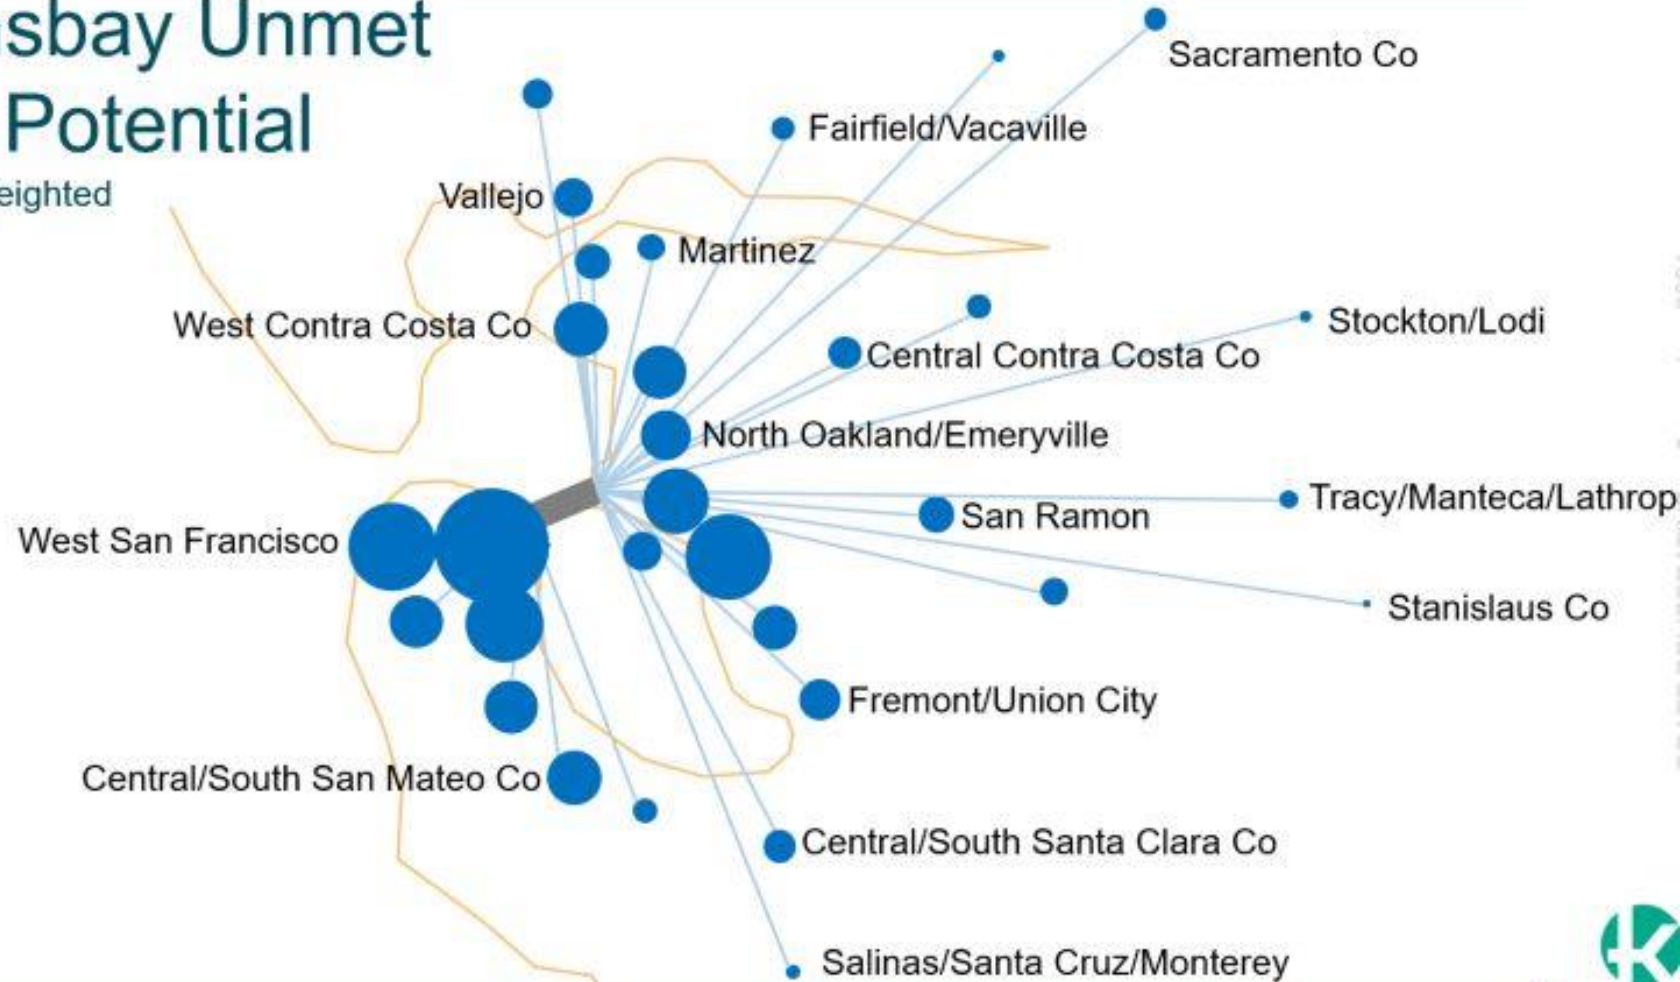 sbay Unmet
Potential
eighted
Sacramento Co
Fairfield/Vacaville
Vallejo
Martinez
West Contra Costa Co
Stockton/Lodi
Central Contra Costa Co
North Oakland/Emeryville
Tracy/Manteca/Lathrop
San Ramon
West San Francisco
Stanislaus Co
Fremont/Union City
Central/South San Mateo Co
Central/South Santa Clara Co
Salinas/Santa Cruz/Monterey